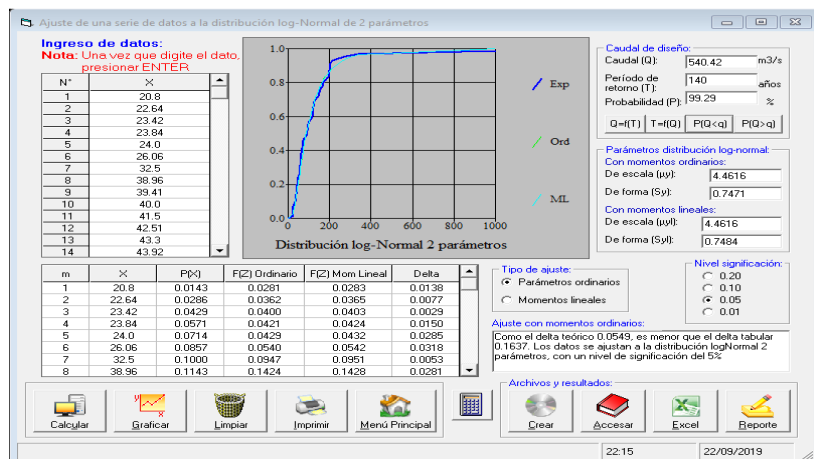 Ajuste de una serie de datos a la distribución log-Normal de 2 parámetros
Ingreso de datos:
Nota: Una vez que digite el dato,
presionar ENTER
N° X
1 20.8
2 22.64
3 23.42
4 23.84
5 24.0
6 26.06
7 32.5
8 38.96
9 39.41
10 40.0
11 41.5
12 42.51
13 43.3
14 43.92
1.0
0.8
0.6
0.4
0.2
0.0
0 200 400 600 800 1000
Distribución log-Normal 2 parámetros
Exp
Ord
ML
Caudal de diseño:
Caudal (Q): 540.42 m3/s
Período de
retorno (T): 140 años
Probabilidad (P): 99.29 %
Q=f(T) T=f(Q) P(Q<q) P(Q>q)
Parámetros distribución log-normal:
Con momentos ordinarios:
De escala (μy): 4.4616
De forma (Sy): 0.7471
Con momentos lineales:
De escala (μyl): 4.4616
De forma (Syl): 0.7484
m X P(X) F(Z) Ordinario F(Z) Mom Lineal Delta
1 20.8 0.0143 0.0281 0.0283 0.0138
2 22.64 0.0286 0.0362 0.0365 0.0077
3 23.42 0.0429 0.0400 0.0403 0.0029
4 23.84 0.0571 0.0421 0.0424 0.0150
5 24.0 0.0714 0.0429 0.0432 0.0285
6 26.06 0.0857 0.0540 0.0542 0.0318
7 32.5 0.1000 0.0947 0.0951 0.0053
8 38.96 0.1143 0.1424 0.1428 0.0281
Tipo de ajuste:
Parámetros ordinarios
Momentos lineales
Nivel significación:
0.20
0.10
0.05
0.01
Ajuste con momentos ordinarios:
Como el delta teórico 0.0549, es menor que el delta tabular
0.1637. Los datos se ajustan a la distribución logNormal 2
parámetros, con un nivel de significación del 5%
Calcular
Graficar
Limpiar
Imprimir
Menú Principal
Archivos y resultados:
Crear
Accesar
Excel
Reporte
22:15 22/09/2019